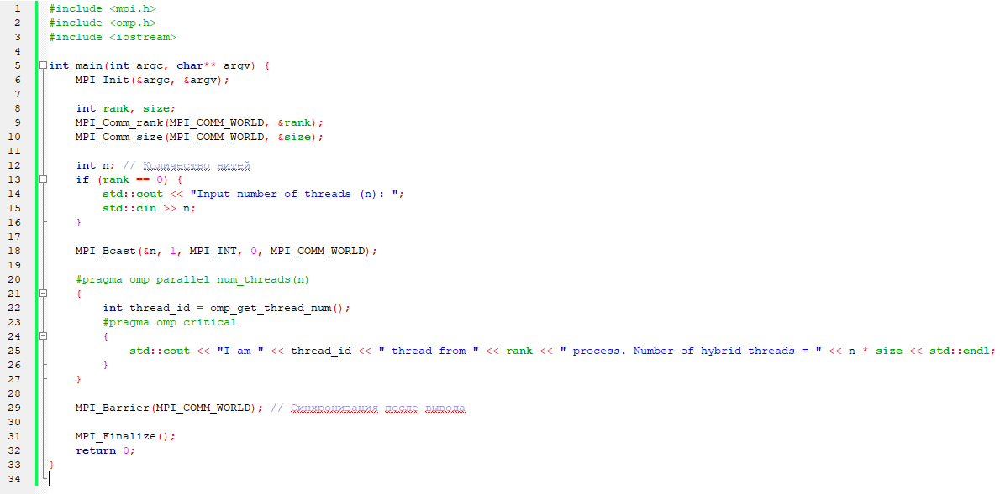 1 #include <mpi.h>
2 #include <omp.h>
3 #include <iostream>
4
5 int main(int argc, char** argv) {
6 MPI_Init(&argc, &argv);
7
8 int rank, size;
9 MPI_Comm_rank(MPI_COMM_WORLD, &rank);
10 MPI_Comm_size(MPI_COMM_WORLD, &size);
11
12 int n; // Количество нитей
13 if (rank == 0) {
14 std::cout << "Input number of threads (n): ";
15 std::cin >> n;
16 }
17
18 MPI_Bcast(&n, 1, MPI_INT, 0, MPI_COMM_WORLD);
19
20 #pragma omp parallel num_threads(n)
21 {
22 int thread_id = omp_get_thread_num();
23 #pragma omp critical
24 {
25 std::cout << "I am " << thread_id << " thread from " << rank << " process. Number of hybrid threads = " << n * size << std::endl;
26 }
27 }
28
29 MPI_Barrier(MPI_COMM_WORLD); // Синхронизация после вывода
30
31 MPI_Finalize();
32 return 0;
33 }
34